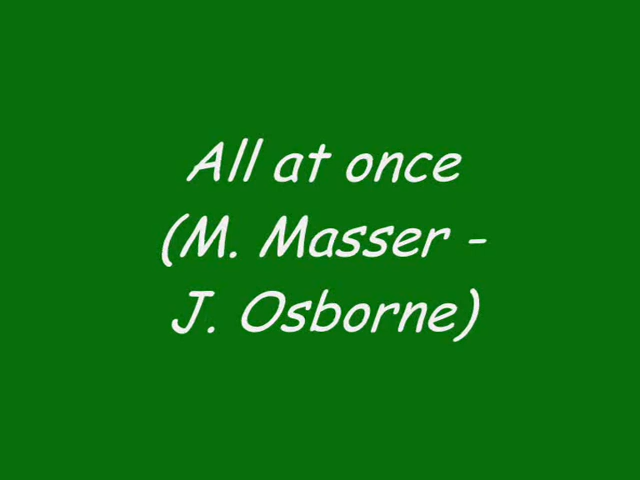 All at once
(M. Masser -
J. Osborne)